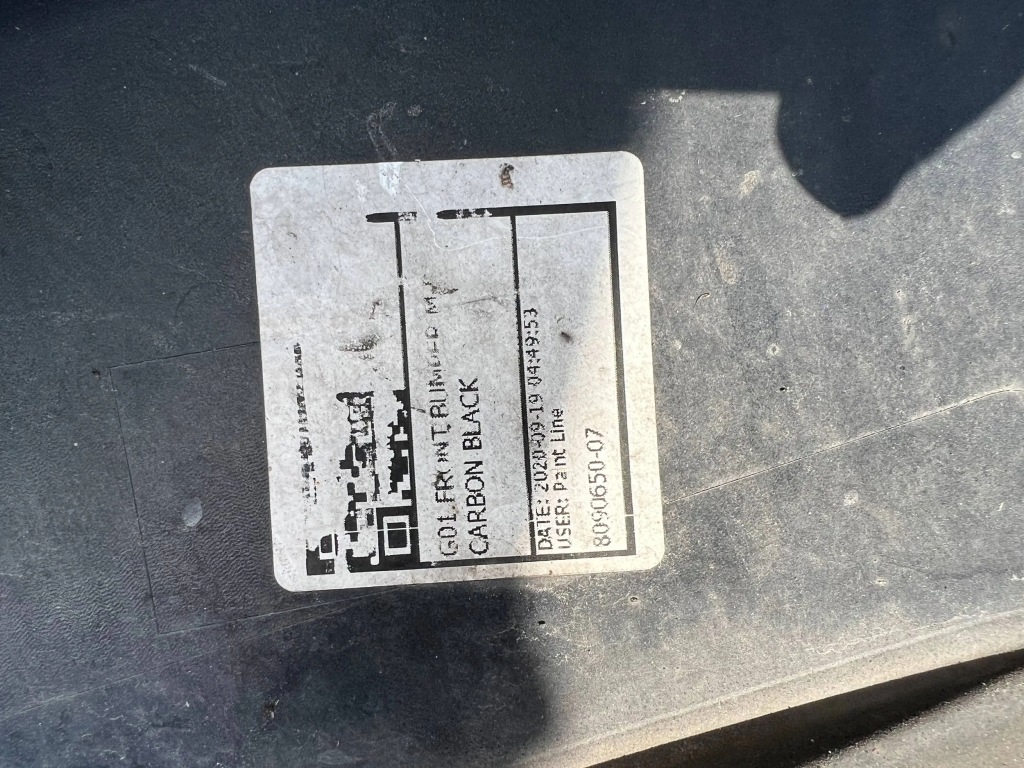 G01 FRONT BUMPER M
CARBON BLACK
DATE: 2020-09-19 04:49:53
USER: Paint Line
8090650-07